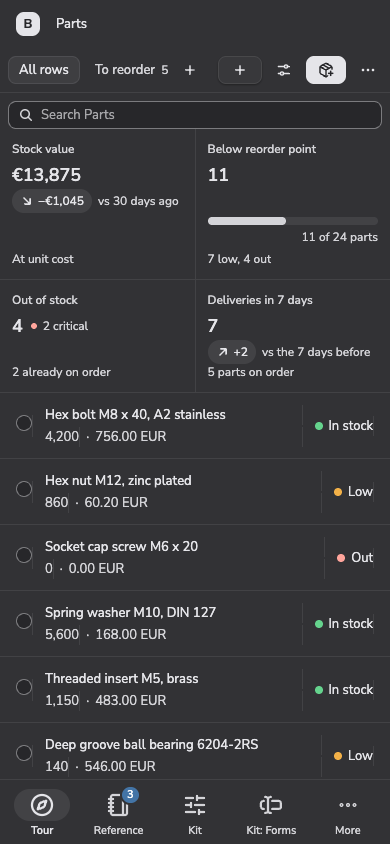 B Parts
All rows To reorder 5
Search Parts
Stock value
€13,875
–€1,045 vs 30 days ago
At unit cost
Below reorder point
11
11 of 24 parts
7 low, 4 out
Out of stock
4 2 critical
2 already on order
Deliveries in 7 days
7
+2 vs the 7 days before
5 parts on order
Hex bolt M8 x 40, A2 stainless
4,200 · 756.00 EUR
In stock
Hex nut M12, zinc plated
860 · 60.20 EUR
Low
Socket cap screw M6 x 20
0 · 0.00 EUR
Out
Spring washer M10, DIN 127
5,600 · 168.00 EUR
In stock
Threaded insert M5, brass
1,150 · 483.00 EUR
In stock
Deep groove ball bearing 6204-2RS
140 · 546.00 EUR
Low
3
Tour Reference Kit Kit: Forms More